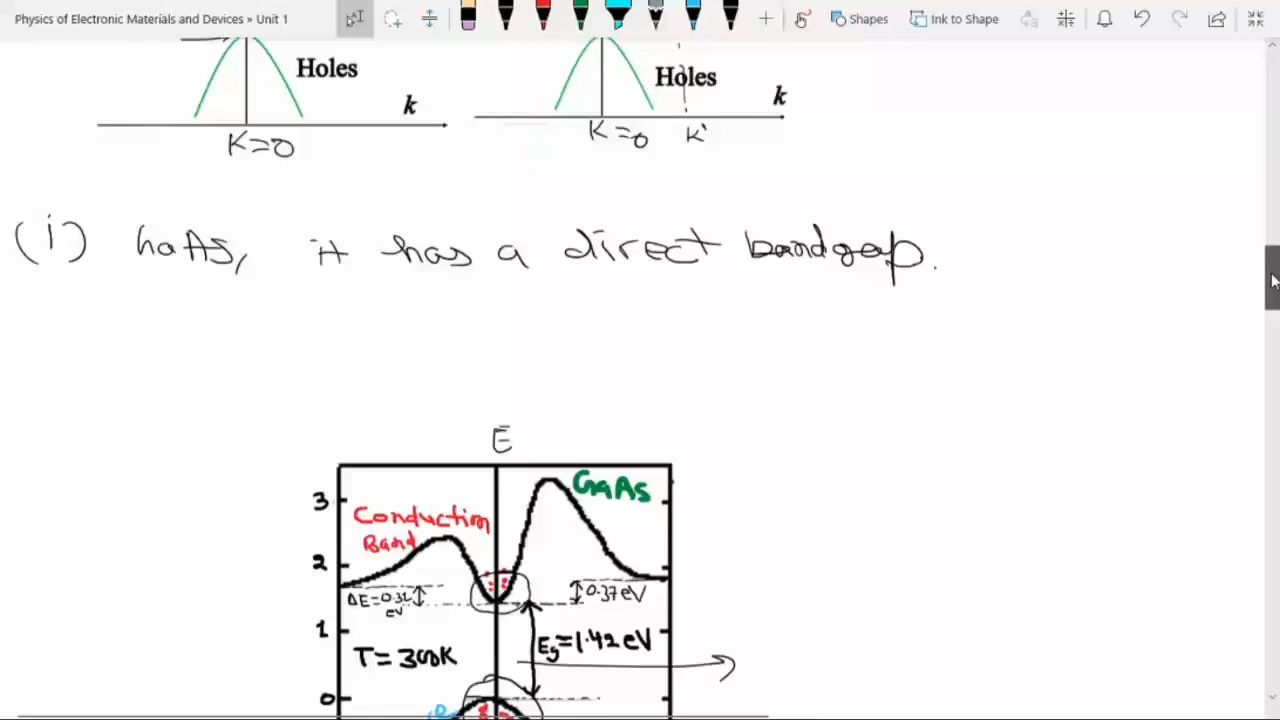 Physics of Electronic Materials and Devices » Unit 1
Shapes
Ink to Shape
Holes
k
K=0
Holes
k
K=0
K'
(i) haAs, it has a direct bandgap.
E
3
GaAs
Conduction
Band
2
ΔE=0.31
eV
0.37eV
1
Eg=1.42 eV
T=300K
0